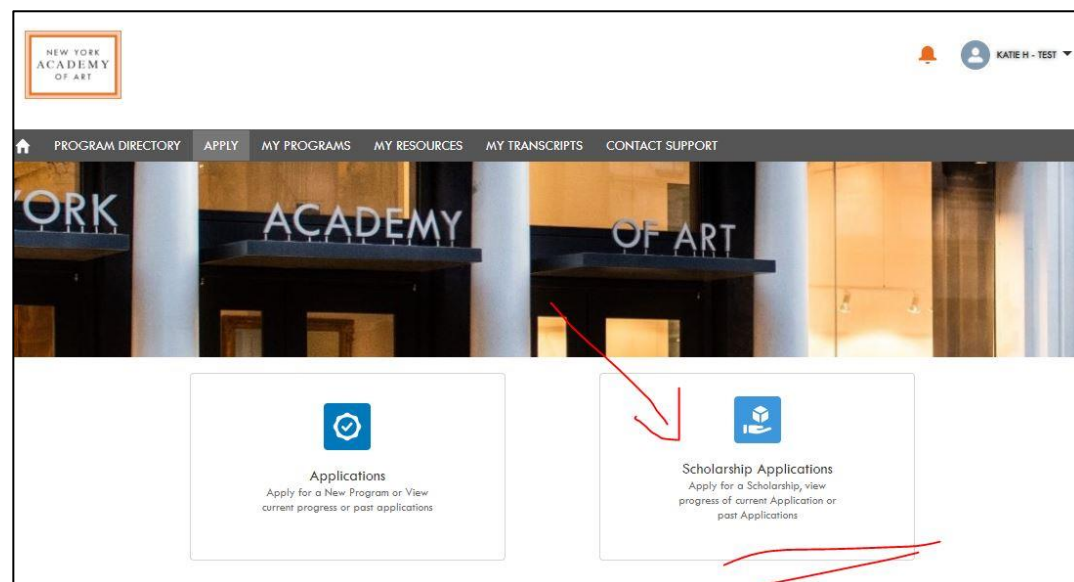 NEW YORK
ACADEMY
OF ART
KATIE H - TEST
PROGRAM DIRECTORY APPLY MY PROGRAMS MY RESOURCES MY TRANSCRIPTS CONTACT SUPPORT
ORK ACADEMY OF ART
Applications
Apply for a New Program or View
current progress or past applications
Scholarship Applications
Apply for a Scholarship, view
progress of current Application or
past Applications